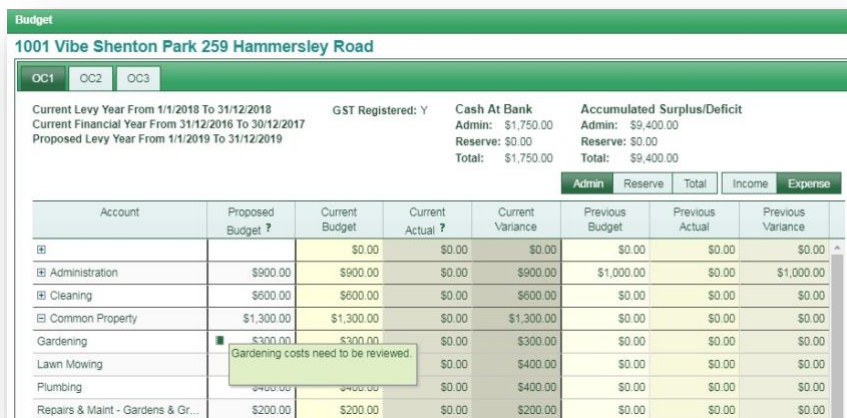 Budget
1001 Vibe Shenton Park 259 Hammersley Road
OC1 OC2 OC3
Current Levy Year From 1/1/2018 To 31/12/2018 GST Registered: Y Cash At Bank Accumulated Surplus/Deficit
Current Financial Year From 31/12/2016 To 30/12/2017 Admin: $1,750.00 Admin: $9,400.00
Proposed Levy Year From 1/1/2019 To 31/12/2019 Reserve: $0.00 Reserve: $0.00
Total: $1,750.00 Total: $9,400.00
Admin Reserve Total Income Expense
Account Proposed Budget ? Current Budget Current Actual ? Current Variance Previous Budget Previous Actual Previous Variance
$0.00 $0.00 $0.00 $0.00 $0.00 $0.00
Administration $900.00 $900.00 $0.00 $900.00 $1,000.00 $0.00 $1,000.00
Cleaning $600.00 $600.00 $0.00 $600.00 $0.00 $0.00 $0.00
Common Property $1,300.00 $1,300.00 $0.00 $1,300.00 $0.00 $0.00 $0.00
Gardening $300.00 $300.00 $0.00 $300.00 $0.00 $0.00 $0.00
Gardening costs need to be reviewed.
Lawn Mowing $0.00 $400.00 $0.00 $0.00 $0.00
Plumbing $400.00 $400.00 $0.00 $400.00 $0.00 $0.00 $0.00
Repairs & Maint - Gardens & Gr... $200.00 $200.00 $0.00 $200.00 $0.00 $0.00 $0.00